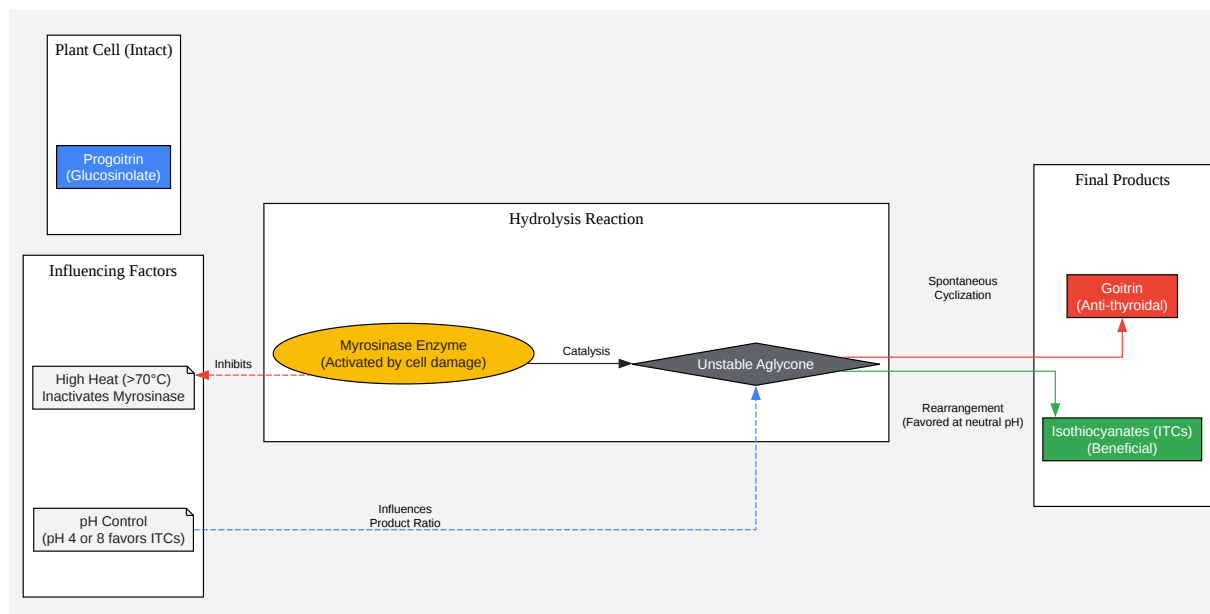 Plant Cell (Intact)
Progoitrin
(Glucosinolate)
Influencing Factors
High Heat (>70°C)
Inactivates Myrosinase
pH Control
(pH 4 or 8 favors ITCs)
Inhibits
Hydrolysis Reaction
Myrosinase Enzyme
(Activated by cell damage)
Catalysis
Unstable Aglycone
Influences
Product Ratio
Spontaneous
Cyclization
Rearrangement
(Favored at neutral pH)
Final Products
Goitrin
(Anti-thyroidal)
Isothiocyanates (ITCs)
(Beneficial)